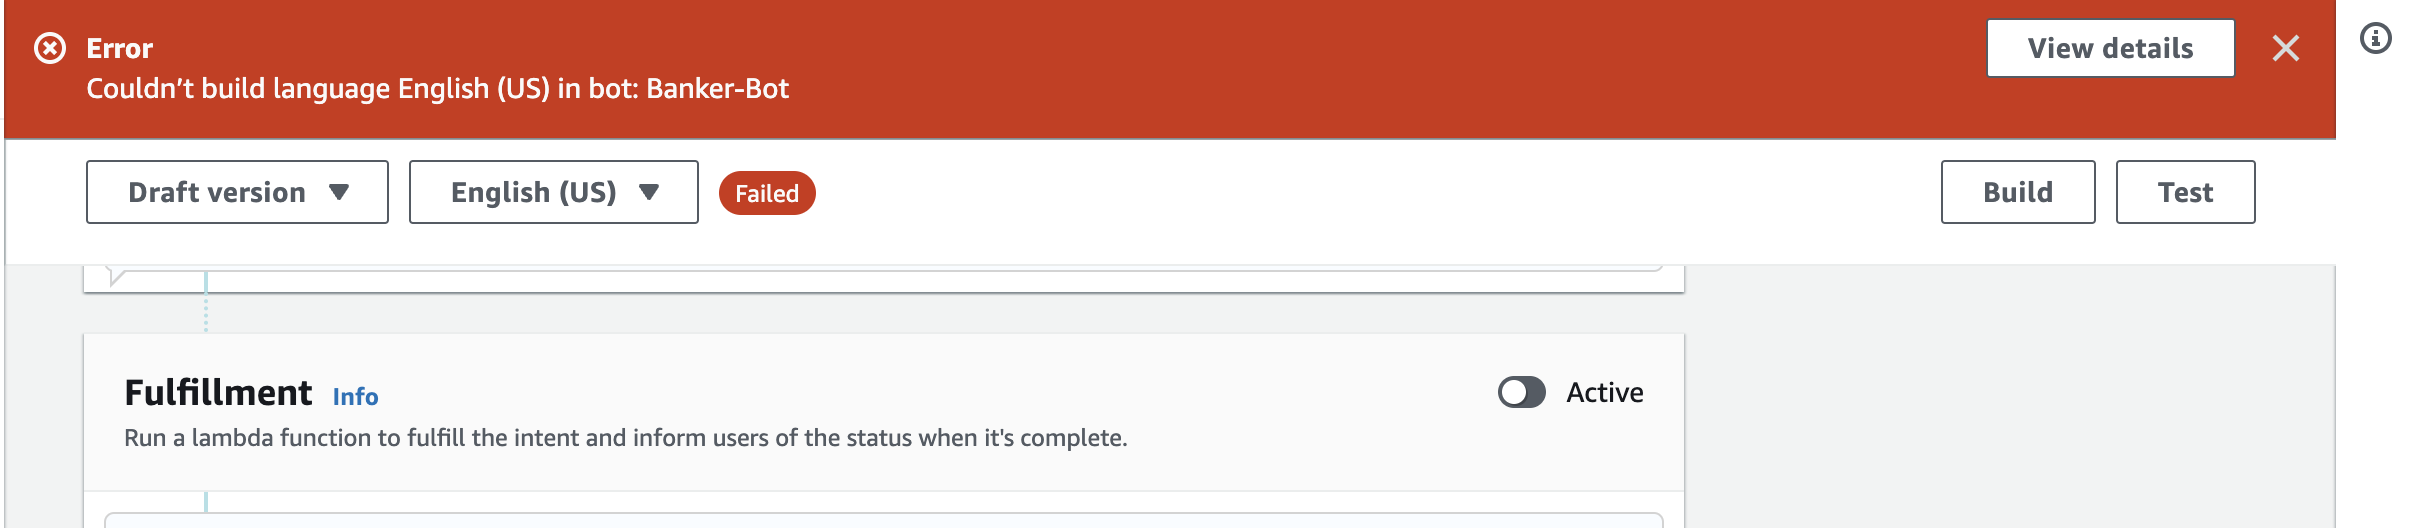 Error
View details
Couldn’t build language English (US) in bot: Banker-Bot
Draft version
English (US)
Failed
Build
Test
Fulfillment
Info
Active
Run a lambda function to fulfill the intent and inform users of the status when it's complete.